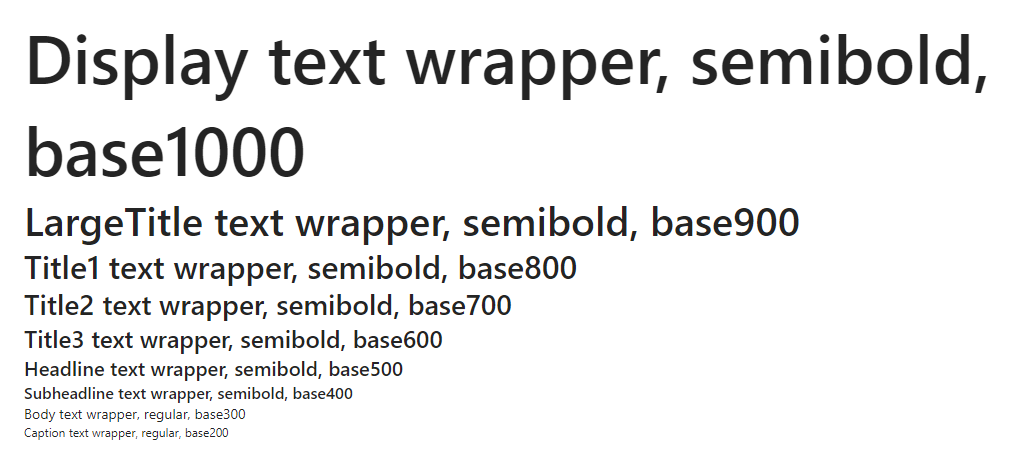 Display text wrapper, semibold,
base1000
LargeTitle text wrapper, semibold, base900
Title1 text wrapper, semibold, base800
Title2 text wrapper, semibold, base700
Title3 text wrapper, semibold, base600
Headline text wrapper, semibold, base500
Subheadline text wrapper, semibold, base400
Body text wrapper, regular, base300
Caption text wrapper, regular, base200